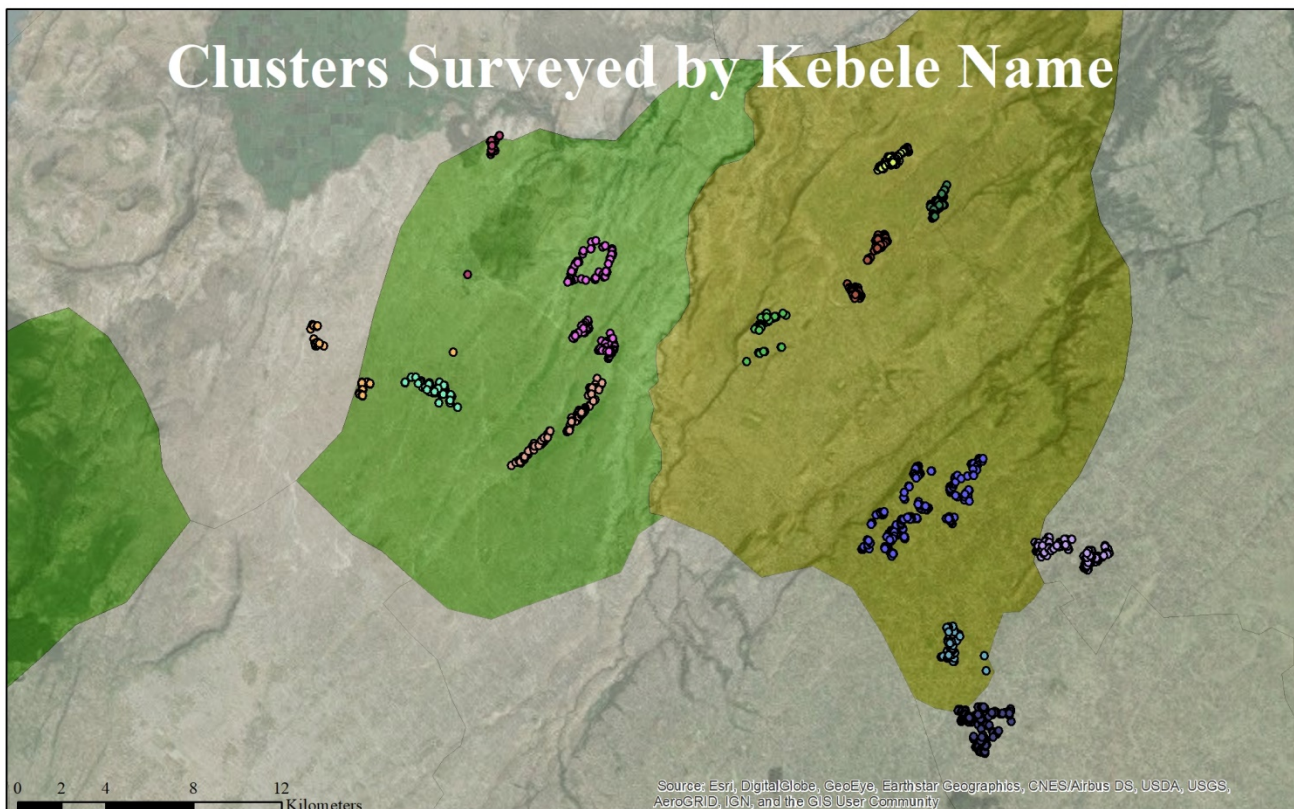 Clusters Surveyed by Kebele Name
0 2 4 8 12
Kilometers
Source: Esri, DigitalGlobe, GeoEye, Earthstar Geographics, CNES/Airbus DS, USDA, USGS,
AeroGRID, IGN, and the GIS User Community